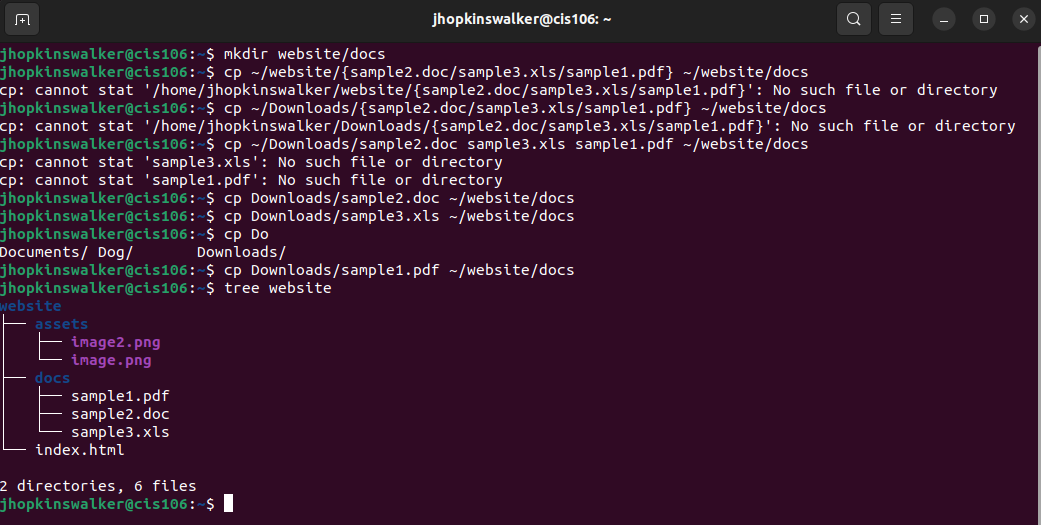 jhopkinswalker@cis106: ~
jhopkinswalker@cis106:~$ mkdir website/docs
jhopkinswalker@cis106:~$ cp ~/website/{sample2.doc/sample3.xls/sample1.pdf} ~/website/docs
cp: cannot stat '/home/jhopkinswalker/website/{sample2.doc/sample3.xls/sample1.pdf}': No such file or directory
jhopkinswalker@cis106:~$ cp ~/Downloads/{sample2.doc/sample3.xls/sample1.pdf} ~/website/docs
cp: cannot stat '/home/jhopkinswalker/Downloads/{sample2.doc/sample3.xls/sample1.pdf}': No such file or directory
jhopkinswalker@cis106:~$ cp ~/Downloads/sample2.doc sample3.xls sample1.pdf ~/website/docs
cp: cannot stat 'sample3.xls': No such file or directory
cp: cannot stat 'sample1.pdf': No such file or directory
jhopkinswalker@cis106:~$ cp Downloads/sample2.doc ~/website/docs
jhopkinswalker@cis106:~$ cp Downloads/sample3.xls ~/website/docs
jhopkinswalker@cis106:~$ cp Do
Documents/ Dog/       Downloads/
jhopkinswalker@cis106:~$ cp Downloads/sample1.pdf ~/website/docs
jhopkinswalker@cis106:~$ tree website
website
├── assets
│   ├── image2.png
│   └── image.png
├── docs
│   ├── sample1.pdf
│   ├── sample2.doc
│   └── sample3.xls
└── index.html
2 directories, 6 files
jhopkinswalker@cis106:~$